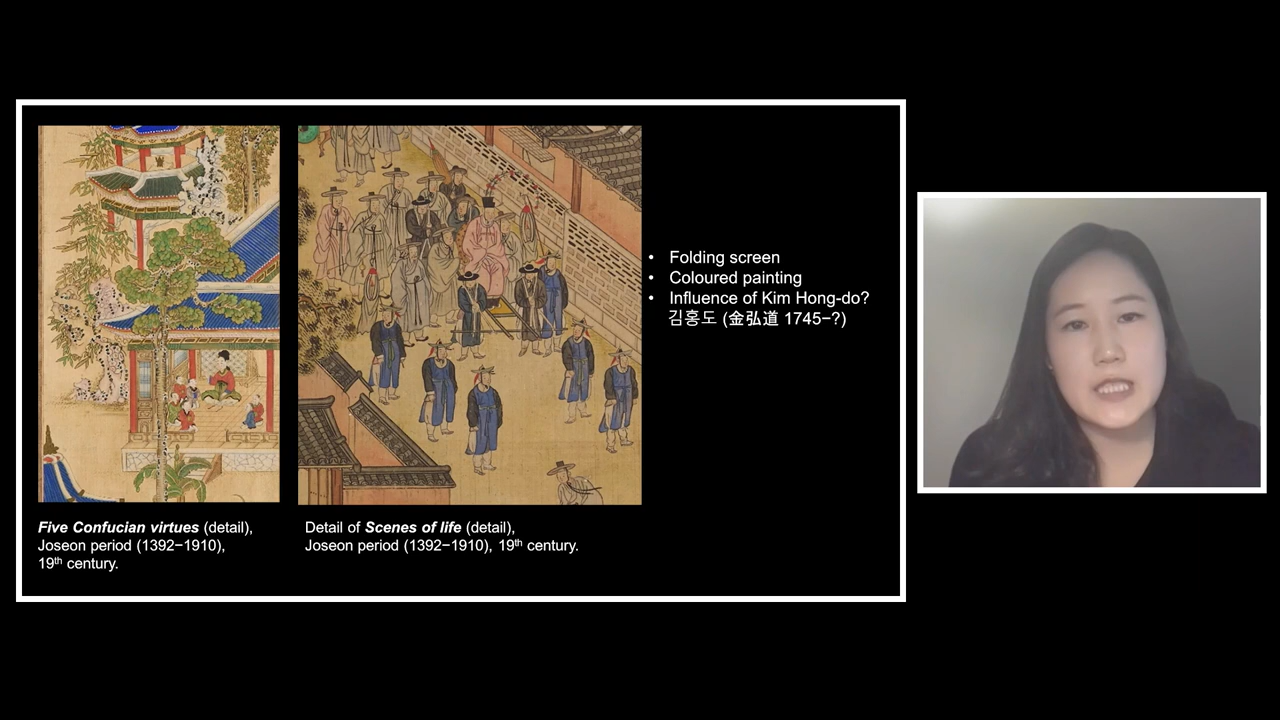 Five Confucian virtues (detail),
Joseon period (1392−1910),
19th century.
Detail of Scenes of life (detail),
Joseon period (1392−1910), 19th century.
• Folding screen
• Coloured painting
• Influence of Kim Hong-do?
김홍도 (金弘道 1745−?)